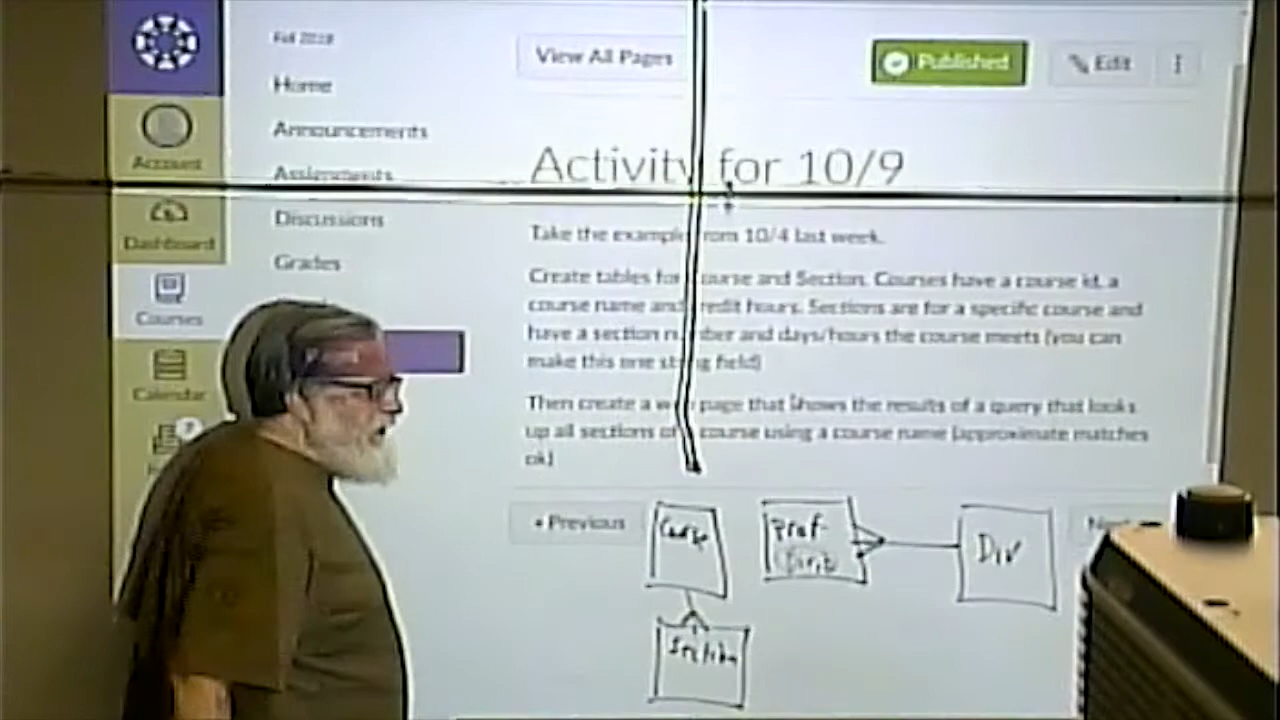 Fall 2018
View All Pages
Published
Edit
Home
Announcements
Account
Assignments
Activity for 10/9
Discussions
Dashboard
Grades
Take the example from 10/4 last week.
Create tables for Course and Section. Courses have a course id, a
course name and credit hours. Sections are for a specific course and
have a section number and days/hours the course meets (you can
make this one string field)
Courses
Calendar
Then create a web page that shows the results of a query that looks
up all sections of a course using a course name (approximate matches
ok)
Previous
Course
Prof
Div
Section